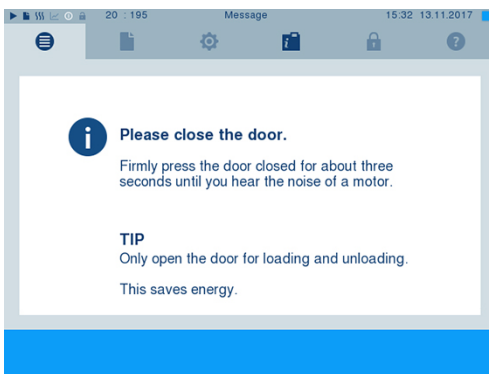 20 : 195 Message 15:32 13.11.2017
Please close the door.
Firmly press the door closed for about three
seconds until you hear the noise of a motor.
TIP
Only open the door for loading and unloading.
This saves energy.